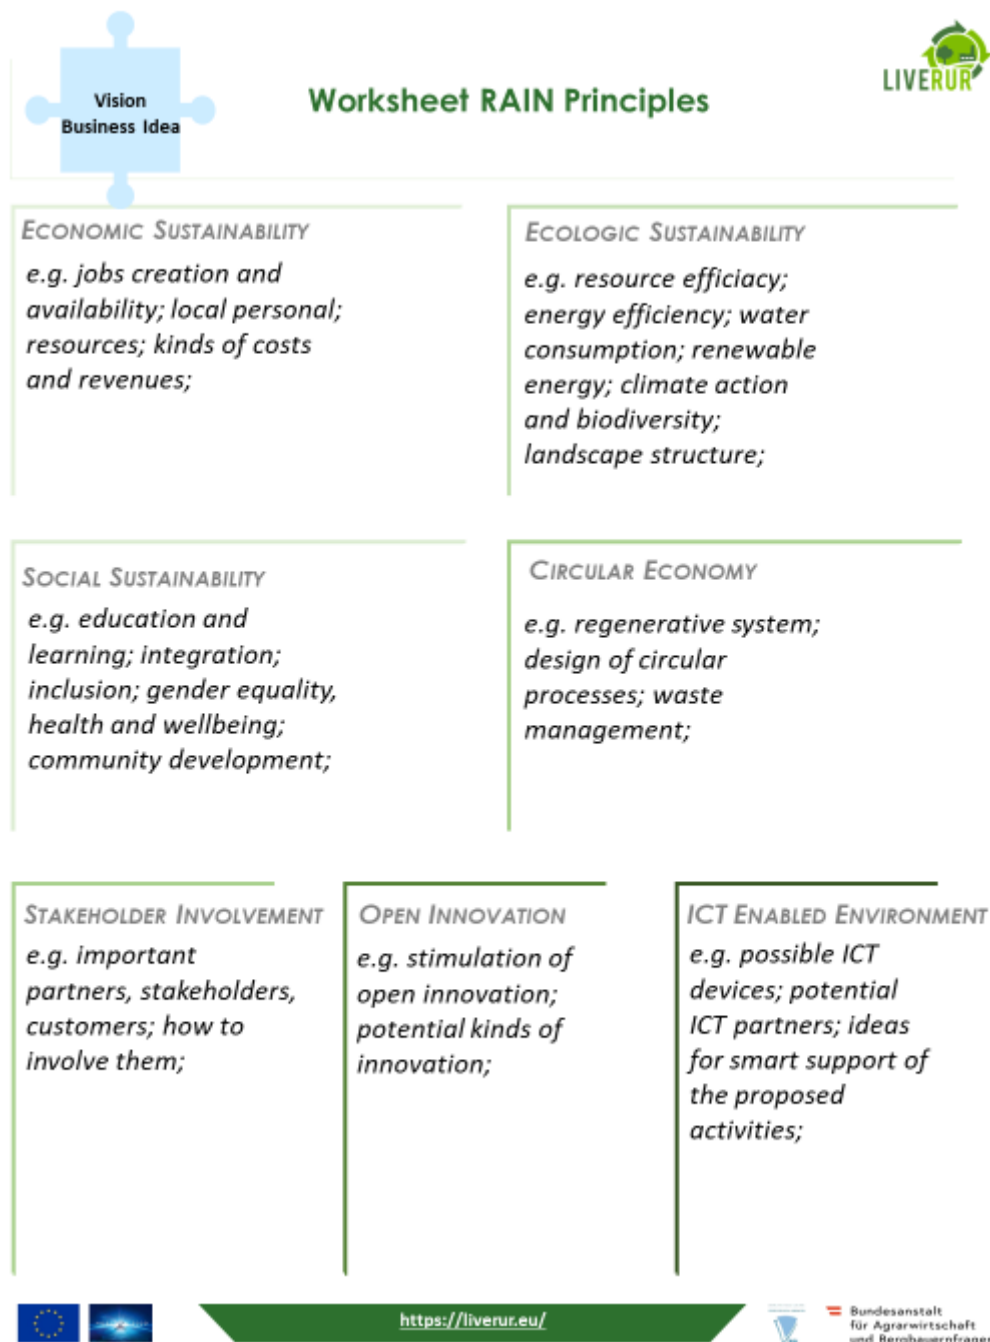 Vision
Business Idea
Worksheet RAIN Principles
LIVERUR
ECONOMIC SUSTAINABILITY
e.g. jobs creation and
availability; local personal;
resources; kinds of costs
and revenues;
ECOLOGIC SUSTAINABILITY
e.g. resource efficiacy;
energy efficiency; water
consumption; renewable
energy; climate action
and biodiversity;
landscape structure;
SOCIAL SUSTAINABILITY
e.g. education and
learning; integration;
inclusion; gender equality,
health and wellbeing;
community development;
CIRCULAR ECONOMY
e.g. regenerative system;
design of circular
processes; waste
management;
STAKEHOLDER INVOLVEMENT
e.g. important
partners, stakeholders,
customers; how to
involve them;
OPEN INNOVATION
e.g. stimulation of
open innovation;
potential kinds of
innovation;
ICT ENABLED ENVIRONMENT
e.g. possible ICT
devices; potential
ICT partners; ideas
for smart support of
the proposed
activities;
https://liverur.eu/
Bundesanstalt
für Agrarwirtschaft
und Bergbauernfragen